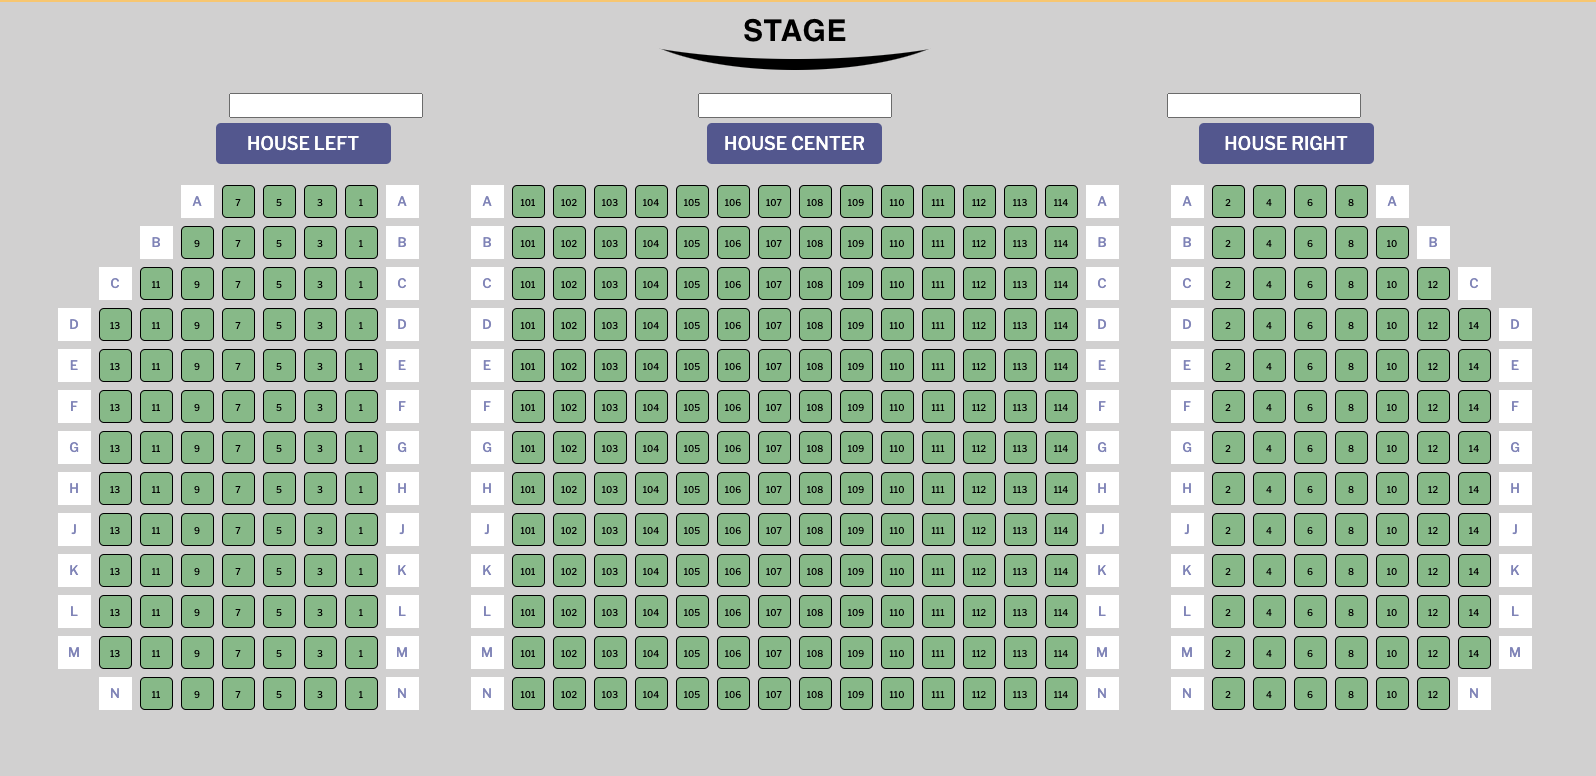 STAGE
HOUSE LEFT HOUSE CENTER HOUSE RIGHT
A 7 5 3 1 A A 101 102 103 104 105 106 107 108 109 110 111 112 113 114 A A 2 4 6 8 A
B 9 7 5 3 1 B B 101 102 103 104 105 106 107 108 109 110 111 112 113 114 B B 2 4 6 8 10 B
C 11 9 7 5 3 1 C C 101 102 103 104 105 106 107 108 109 110 111 112 113 114 C C 2 4 6 8 10 12 C
D 13 11 9 7 5 3 1 D D 101 102 103 104 105 106 107 108 109 110 111 112 113 114 D D 2 4 6 8 10 12 14 D
E 13 11 9 7 5 3 1 E E 101 102 103 104 105 106 107 108 109 110 111 112 113 114 E E 2 4 6 8 10 12 14 E
F 13 11 9 7 5 3 1 F F 101 102 103 104 105 106 107 108 109 110 111 112 113 114 F F 2 4 6 8 10 12 14 F
G 13 11 9 7 5 3 1 G G 101 102 103 104 105 106 107 108 109 110 111 112 113 114 G G 2 4 6 8 10 12 14 G
H 13 11 9 7 5 3 1 H H 101 102 103 104 105 106 107 108 109 110 111 112 113 114 H H 2 4 6 8 10 12 14 H
J 13 11 9 7 5 3 1 J J 101 102 103 104 105 106 107 108 109 110 111 112 113 114 J J 2 4 6 8 10 12 14 J
K 13 11 9 7 5 3 1 K K 101 102 103 104 105 106 107 108 109 110 111 112 113 114 K K 2 4 6 8 10 12 14 K
L 13 11 9 7 5 3 1 L L 101 102 103 104 105 106 107 108 109 110 111 112 113 114 L L 2 4 6 8 10 12 14 L
M 13 11 9 7 5 3 1 M M 101 102 103 104 105 106 107 108 109 110 111 112 113 114 M M 2 4 6 8 10 12 14 M
N 11 9 7 5 3 1 N N 101 102 103 104 105 106 107 108 109 110 111 112 113 114 N N 2 4 6 8 10 12 N